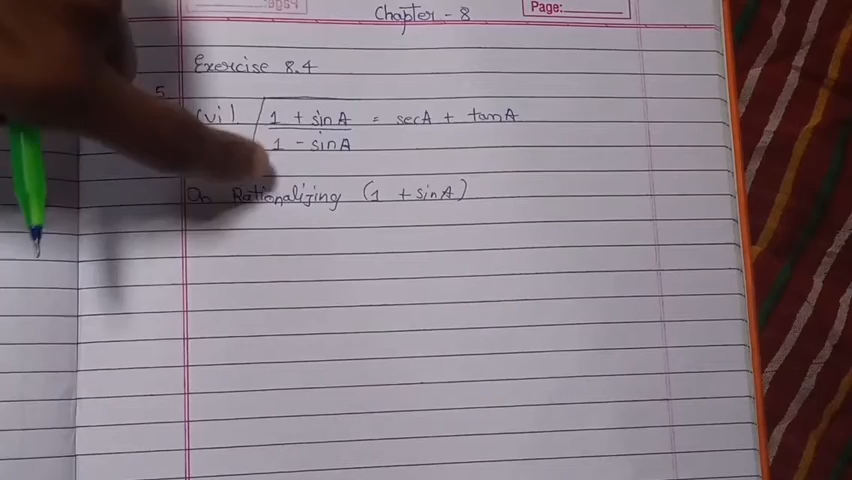 Chapter - 8
Page:
Exercise 8.4
5
(vi) √(1 + sinA / 1 - sinA) = secA + tanA
On Rationalizing (1 + sinA)